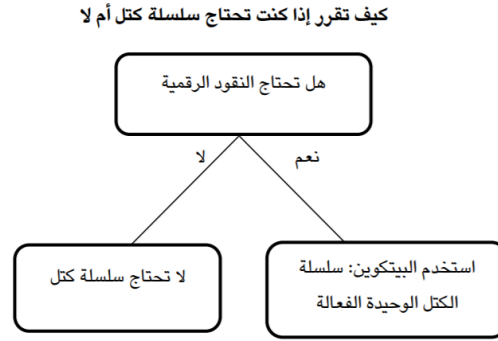 كيف تقرر إذا كنت تحتاج سلسلة كتل أم لا
هل تحتاج النقود الرقمية
نعم
لا
استخدم البيتكوين: سلسلة
الكتل الوحيدة الفعالة
لا تحتاج سلسلة كتل